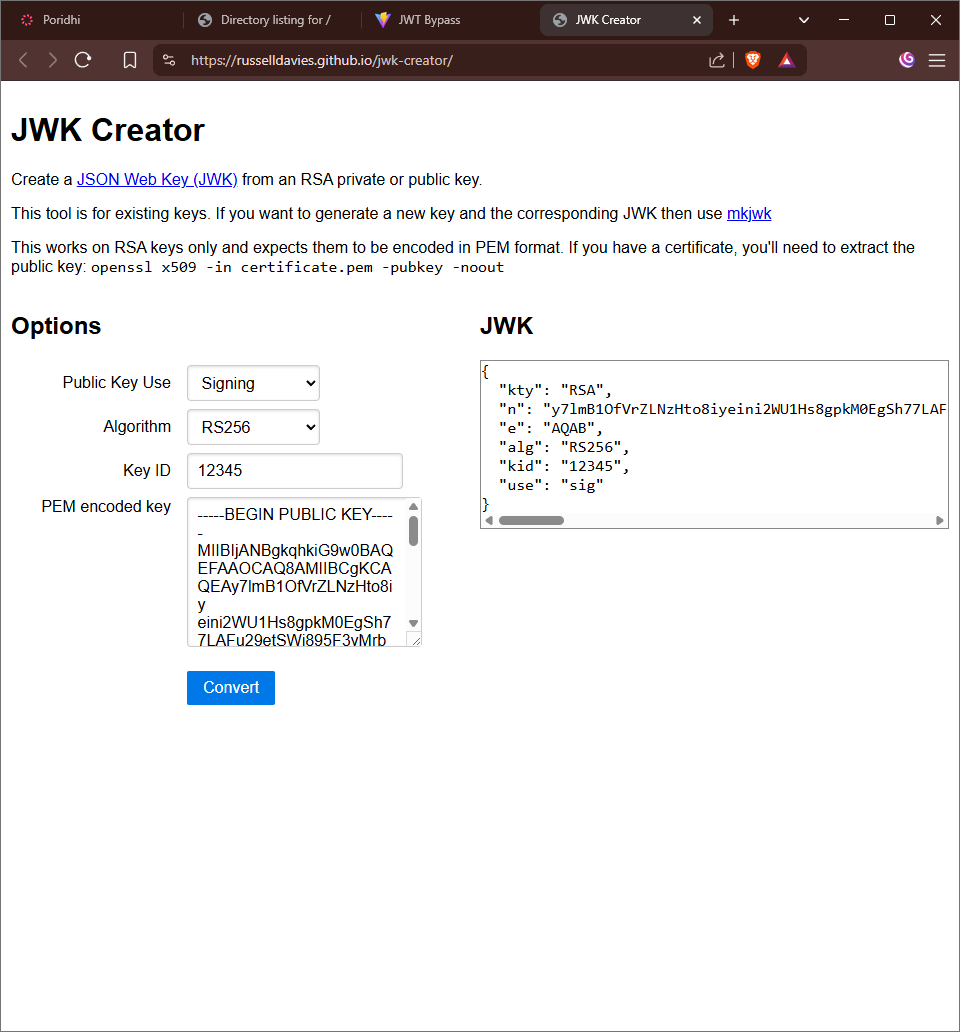 Poridhi
Directory listing for /
JWT Bypass
JWK Creator
https://russelldavies.github.io/jwk-creator/
JWK Creator
Create a JSON Web Key (JWK) from an RSA private or public key.
This tool is for existing keys. If you want to generate a new key and the corresponding JWK then use mkjwk
This works on RSA keys only and expects them to be encoded in PEM format. If you have a certificate, you'll need to extract the
public key: openssl x509 -in certificate.pem -pubkey -noout
Options
Public Key Use
Signing
Algorithm
RS256
Key ID
12345
PEM encoded key
-----BEGIN PUBLIC KEY----
-
MIIBIjANBgkqhkiG9w0BAQ
EFAAOCAQ8AMIIBCgKCA
QEAy7lmB1OfVrZLNzHto8i
y
eini2WU1Hs8gpkM0EgSh7
7LAFu29etSWi895F3vMrb
Convert
JWK
{
"kty": "RSA",
"n": "y7lmB1OfVrZLNzHto8iyeini2WU1Hs8gpkM0EgSh77LAF
"e": "AQAB",
"alg": "RS256",
"kid": "12345",
"use": "sig"
}